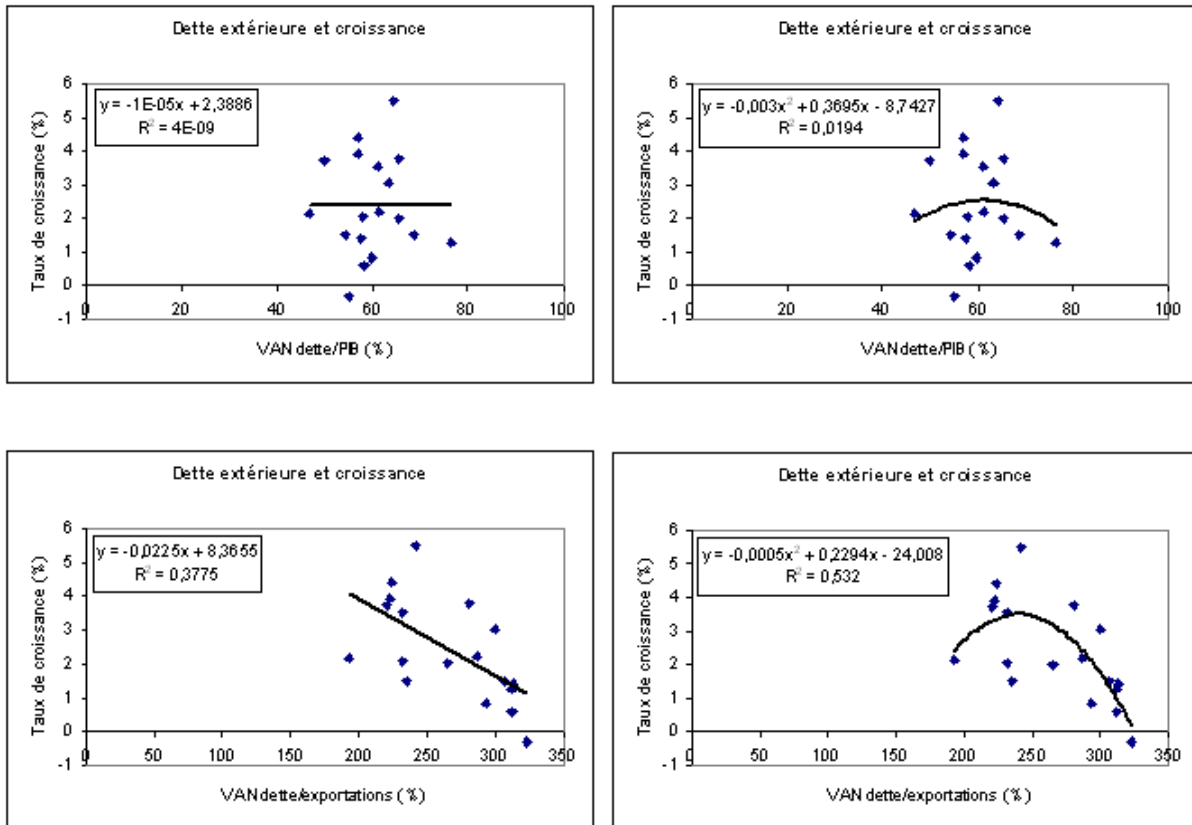 Dette extérieure et croissance
y = -1E-05x + 2,3886
R² = 4E-09
Taux de croissance (%)
6
5
4
3
2
1
0
-1
0 20 40 60 80 100
VAN dette/PIB (%)
Dette extérieure et croissance
y = -0,003x² + 0,3695x - 8,7427
R² = 0,0194
Taux de croissance (%)
6
5
4
3
2
1
0
-1
0 20 40 60 80 100
VAN dette/PIB (%)
Dette extérieure et croissance
y = -0,0225x + 8,3655
R² = 0,3775
Taux de croissance (%)
6
5
4
3
2
1
0
-1
0 50 100 150 200 250 300 350
VAN dette/exportations (%)
Dette extérieure et croissance
y = -0,0005x² + 0,2294x - 24,008
R² = 0,532
Taux de croissance (%)
6
5
4
3
2
1
0
-1
0 50 100 150 200 250 300 350
VAN dette/exportations (%)